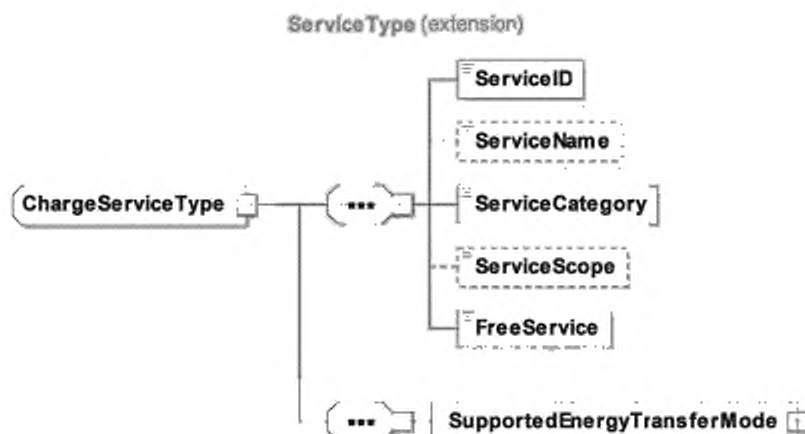 ServiceType (extension)
ServiceID
ServiceName
ChargeServiceType
ServiceCategory
ServiceScope
FreeService
SupportedEnergyTransferMode